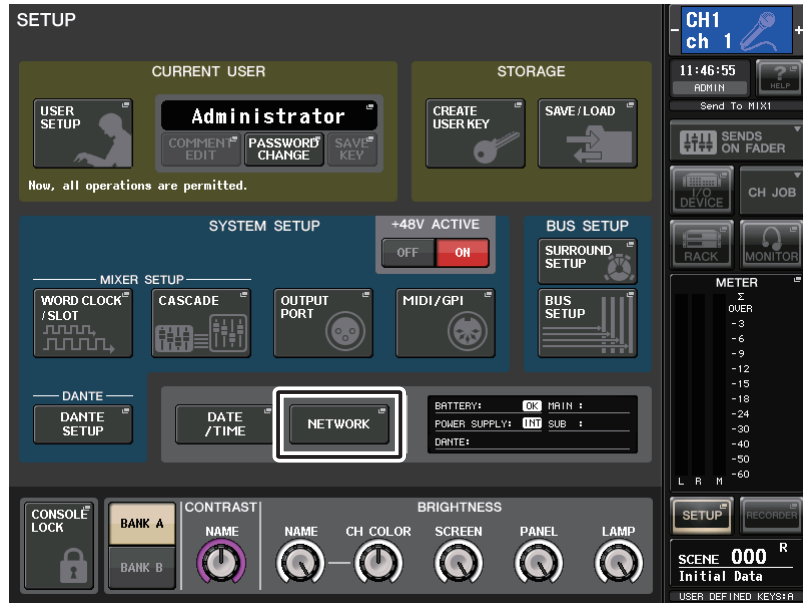 SETUP
CURRENT USER
USER
SETUP
Administrator
COMMENT
EDIT
PASSWORD
CHANGE
SAVE
KEY
Now, all operations are permitted.
STORAGE
CREATE
USER KEY
SAVE/LOAD
SYSTEM SETUP
+48V ACTIVE
OFF
ON
MIXER SETUP
WORD CLOCK
/SLOT
CASCADE
OUTPUT
PORT
MIDI/GPI
BUS SETUP
SURROUND
SETUP
BUS
SETUP
DANTE
DANTE
SETUP
DATE
/TIME
NETWORK
BATTERY: OK MAIN :
POWER SUPPLY: INT SUB :
DANTE:
CONSOLE
LOCK
BANK A
BANK B
CONTRAST
NAME
BRIGHTNESS
NAME
CH COLOR
SCREEN
PANEL
LAMP
- CH1 +
ch 1
11:46:55
ADMIN
?
HELP
Send To MIX1
SENDS
ON FADER
I/O
DEVICE
CH JOB
RACK
MONITOR
METER
Σ
OVER
-3
-6
-9
-12
-15
-18
-24
-30
-40
-50
-60
L R M
SETUP
RECORDER
SCENE 000 R
Initial Data
USER DEFINED KEYS:A